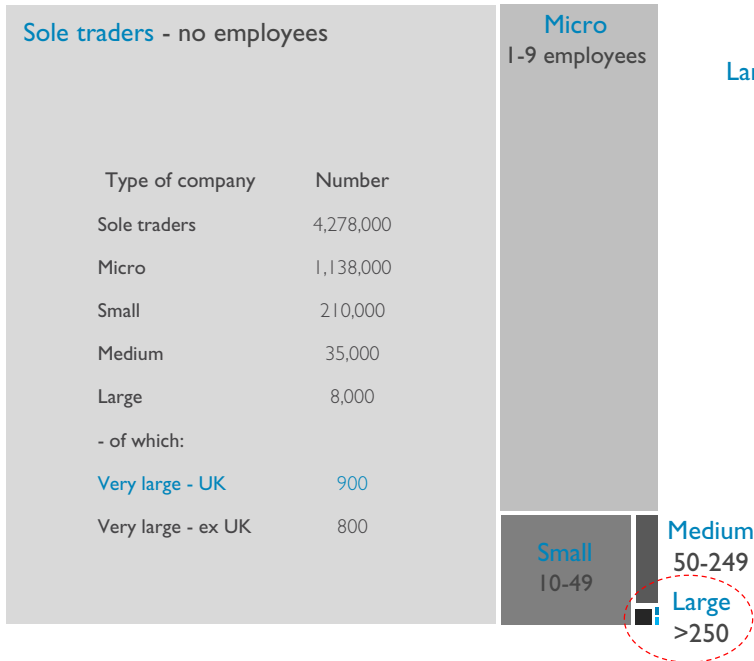 Sole traders - no employees
Micro
1-9 employees
Type of company Number
Sole traders 4,278,000
Micro 1,138,000
Small 210,000
Medium 35,000
Large 8,000
- of which:
Very large - UK 900
Very large - ex UK 800
Small
10-49
Medium
50-249
Large
>250